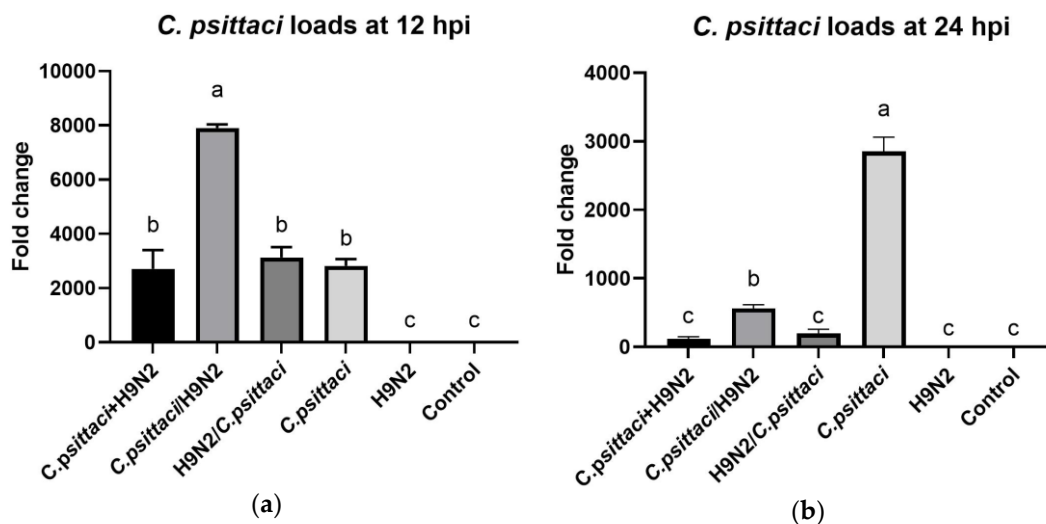 C. psittaci loads at 12 hpi
Fold change
10000
8000
6000
4000
2000
0
b
a
b
b
c
c
C.psittaci+H9N2
C.psittaci/H9N2
H9N2/C.psittaci
C.psittaci
H9N2
Control
(a)
C. psittaci loads at 24 hpi
Fold change
4000
3000
2000
1000
0
c
b
c
a
c
c
C.psittaci+H9N2
C.psittaci/H9N2
H9N2/C.psittaci
C.psittaci
H9N2
Control
(b)